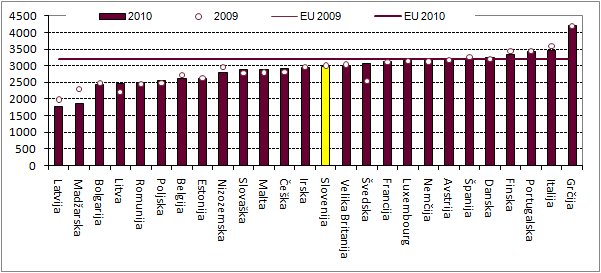 2010 2009 EU 2009 EU 2010
4500
4000
3500
3000
2500
2000
1500
1000
500
0
Latvija
Madžarska
Bolgarija
Litva
Romunija
Poljska
Belgija
Estonija
Nizozemska
Slovaška
Malta
Češka
Irska
Slovenija
Velika Britanija
Švedska
Francija
Luxembourg
Nemčija
Avstrija
Španija
Danska
Finska
Portugalska
Italija
Grčija